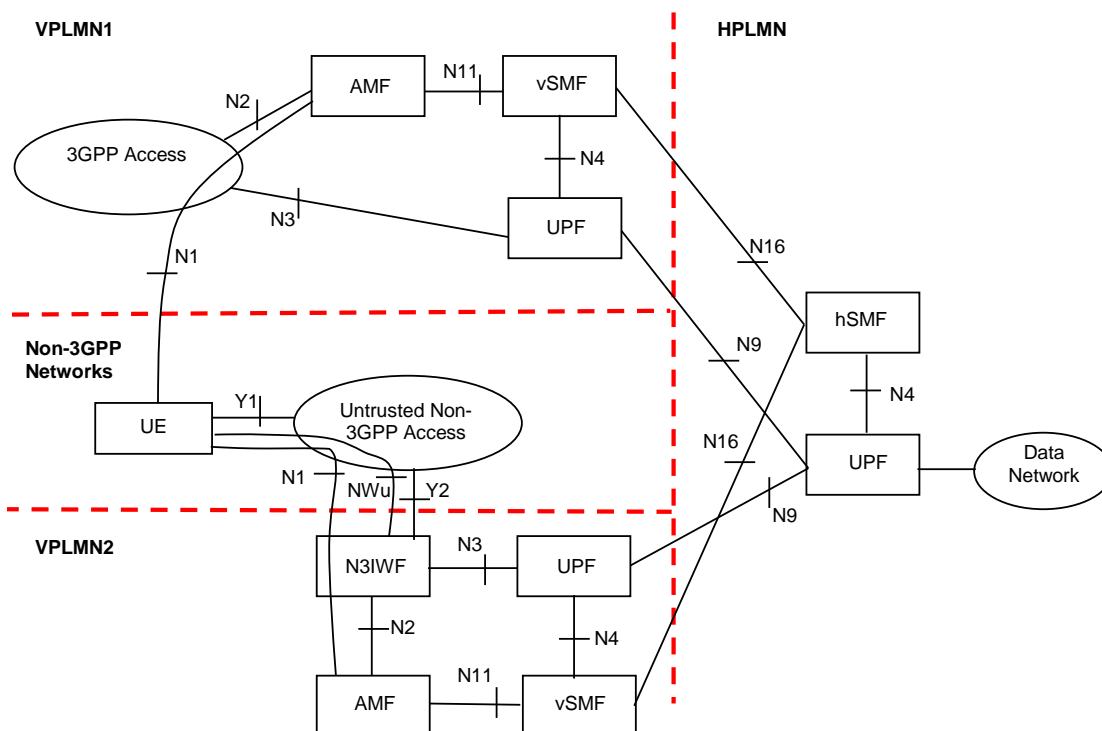 VPLMN1
HPLMN
N11
AMF
vSMF
N2
3GPP Access
N4
N3
UPF
N1
N16
hSMF
Non-3GPP
Networks
N9
N4
Y1
Untrusted Non-
3GPP Access
UE
N16
UPF
Data
Network
N1
NWu
Y2
N9
VPLMN2
N3
N3IWF
UPF
N2
N4
N11
AMF
vSMF